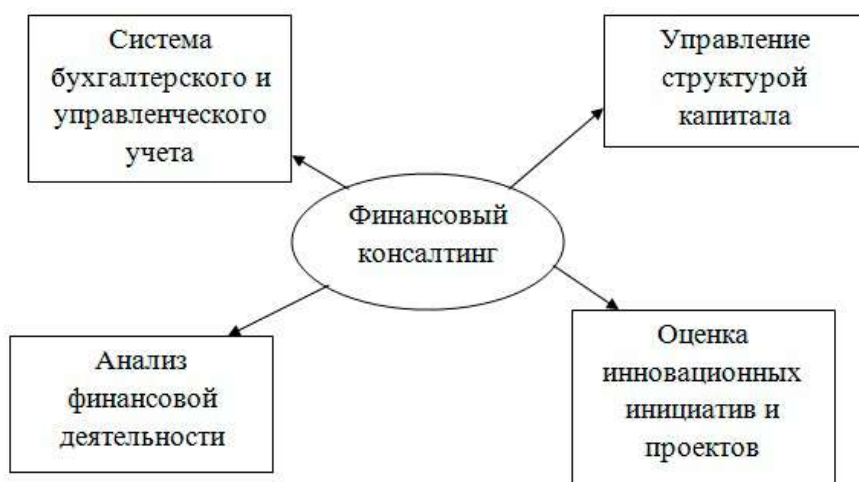 Система
бухгалтерского и
управленческого
учета
Управление
структурой
капитала
Финансовый
консалтинг
Анализ
финансовой
деятельности
Оценка
инновационных
инициатив и
проектов